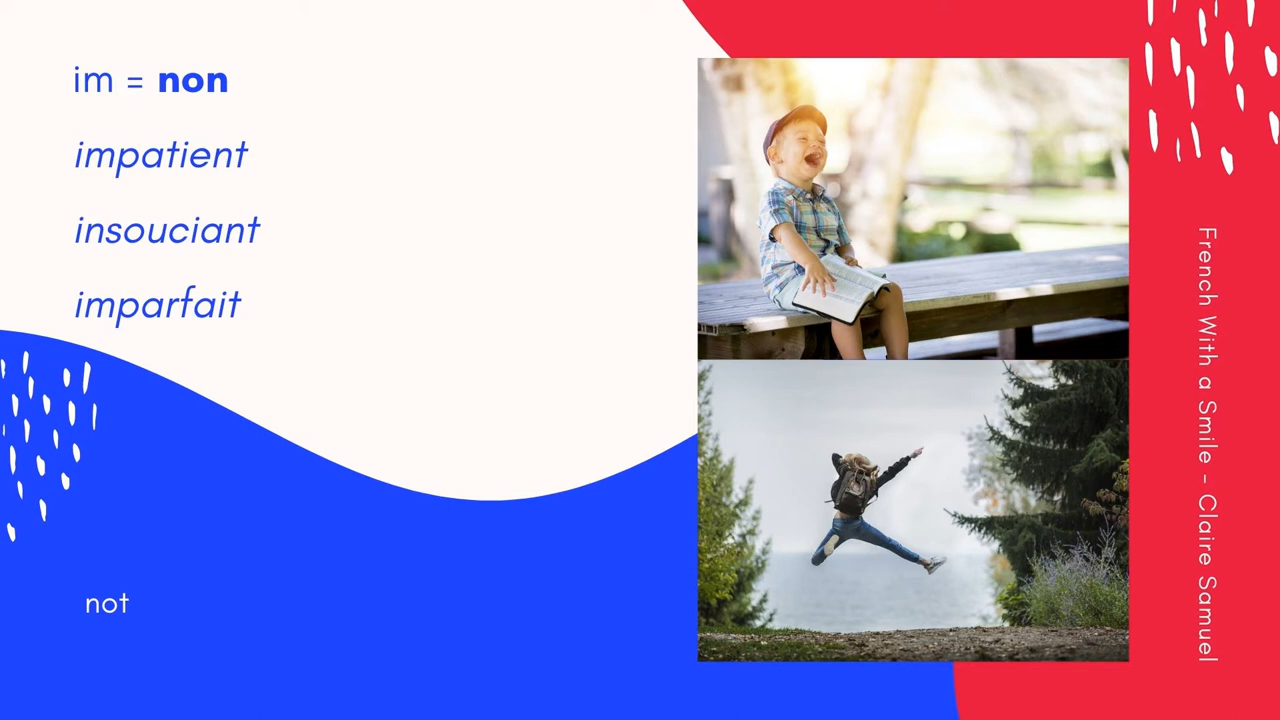 im = non
impatient
insouciant
imparfait
not
French With a Smile - Claire Samuel